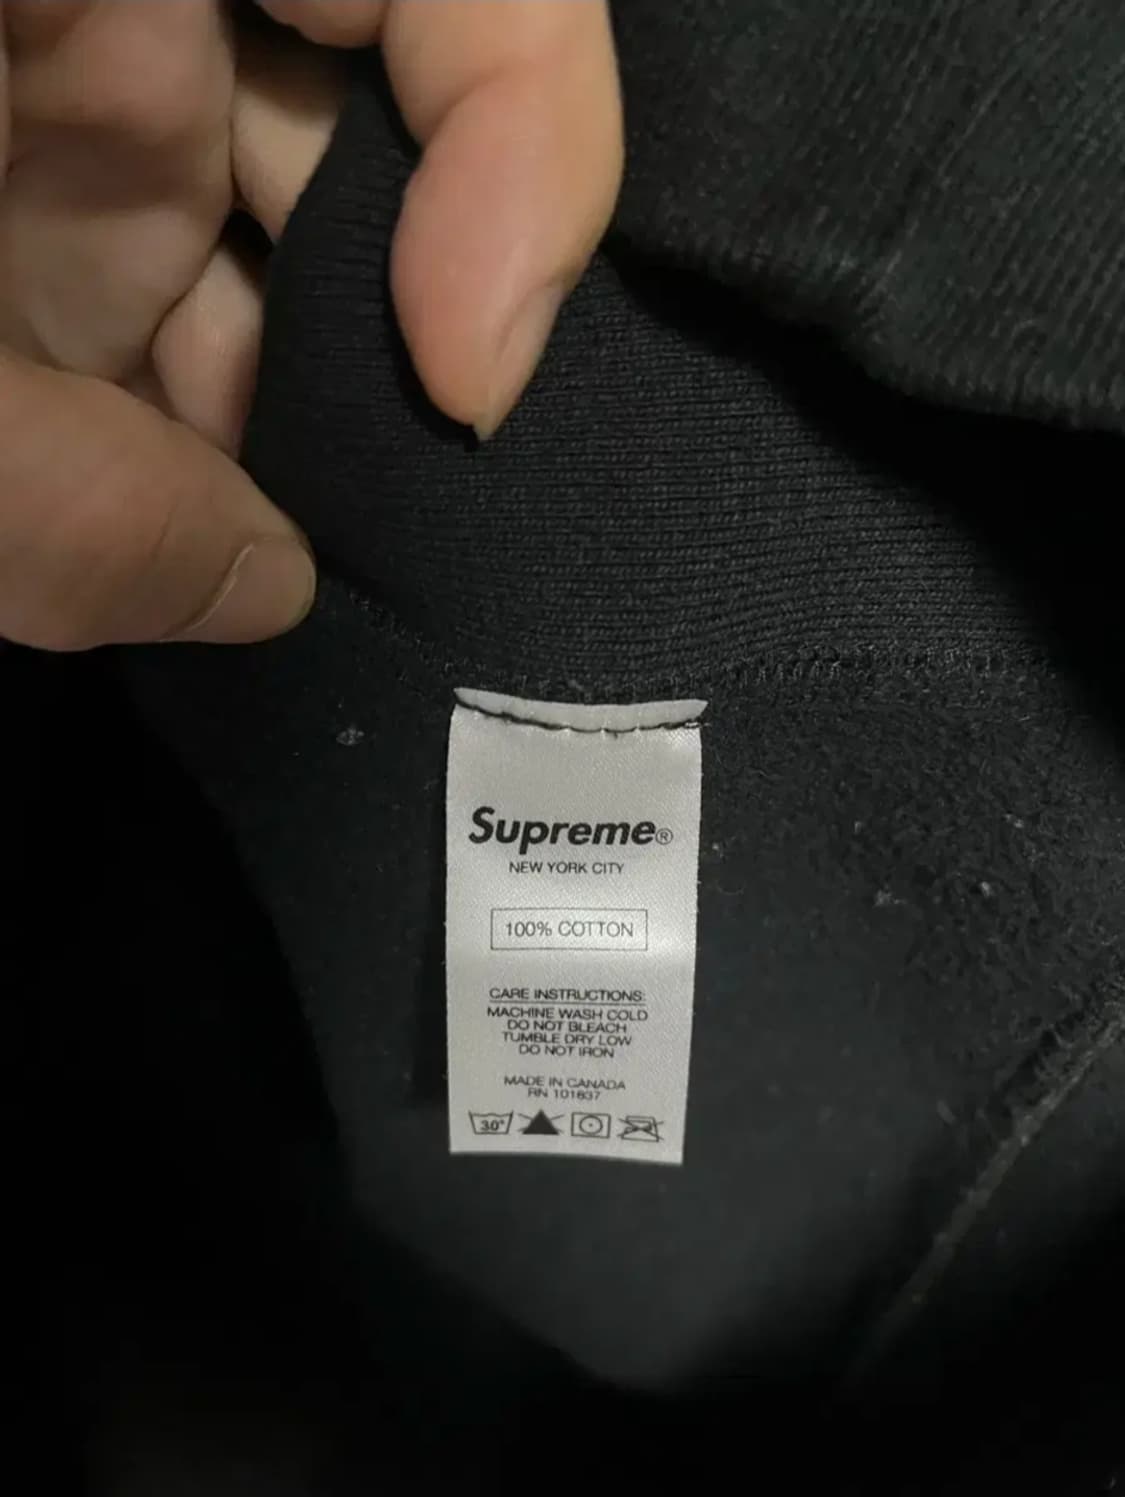 Supreme®
NEW YORK CITY
100% COTTON
CARE INSTRUCTIONS:
MACHINE WASH COLD
DO NOT BLEACH
TUMBLE DRY LOW
DO NOT IRON
MADE IN CANADA
RN 101837
30°